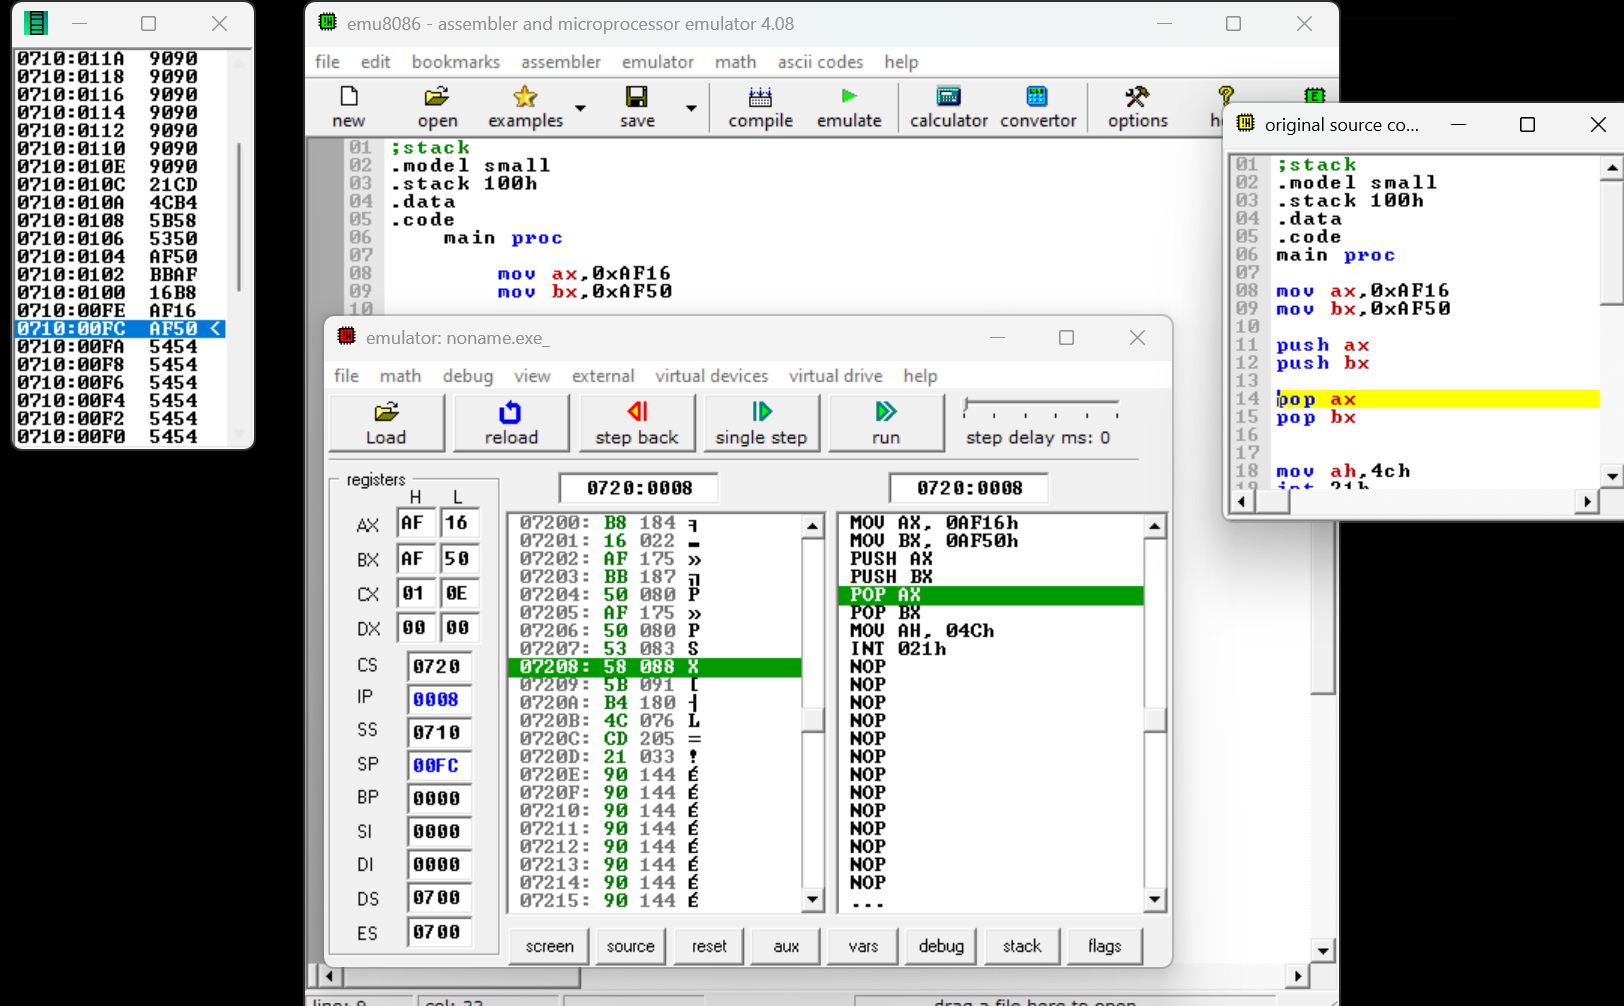 0710:011A 9090
0710:0118 9090
0710:0116 9090
0710:0114 9090
0710:0112 9090
0710:0110 9090
0710:010E 9090
0710:010C 21CD
0710:010A 4CB4
0710:0108 5B58
0710:0106 5350
0710:0104 AF50
0710:0102 BBAF
0710:0100 16B8
0710:00FE AF16
0710:00FC AF50 <
0710:00FA 5454
0710:00F8 5454
0710:00F6 5454
0710:00F4 5454
0710:00F2 5454
0710:00F0 5454
emu8086 - assembler and microprocessor emulator 4.08
file edit bookmarks assembler emulator math ascii codes help
new open examples save compile emulate calculator convertor options
01 ;stack
02 .model small
03 .stack 100h
04 .data
05 .code
06 main proc
07
08 mov ax,0xAF16
09 mov bx,0xAF50
10
original source co...
01 ;stack
02 .model small
03 .stack 100h
04 .data
05 .code
06 main proc
07
08 mov ax,0xAF16
09 mov bx,0xAF50
10
11 push ax
12 push bx
13
14 pop ax
15 pop bx
16
17
18 mov ah,4ch
19 int 21h
emulator: noname.exe_
file math debug view external virtual devices virtual drive help
Load reload step back single step run step delay ms: 0
registers
H L
AX AF 16
BX AF 50
CX 01 0E
DX 00 00
CS 0720
IP 0008
SS 0710
SP 00FC
BP 0000
SI 0000
DI 0000
DS 0700
ES 0700
0720:0008
07200: B8 184 ╕
07201: 16 022 ▬
07202: AF 175 »
07203: BB 187 ╗
07204: 50 080 P
07205: AF 175 »
07206: 50 080 P
07207: 53 083 S
07208: 58 088 X
07209: 5B 091 [
0720A: B4 180 ┤
0720B: 4C 076 L
0720C: CD 205 ═
0720D: 21 033 !
0720E: 90 144 É
0720F: 90 144 É
07210: 90 144 É
07211: 90 144 É
07212: 90 144 É
07213: 90 144 É
07214: 90 144 É
07215: 90 144 É
0720:0008
MOV AX, 0AF16h
MOV BX, 0AF50h
PUSH AX
PUSH BX
POP AX
POP BX
MOV AH, 04Ch
INT 021h
NOP
NOP
NOP
NOP
NOP
NOP
NOP
NOP
NOP
NOP
NOP
NOP
NOP
...
screen source reset aux vars debug stack flags
line: 9 col: 33 drag a file here to open